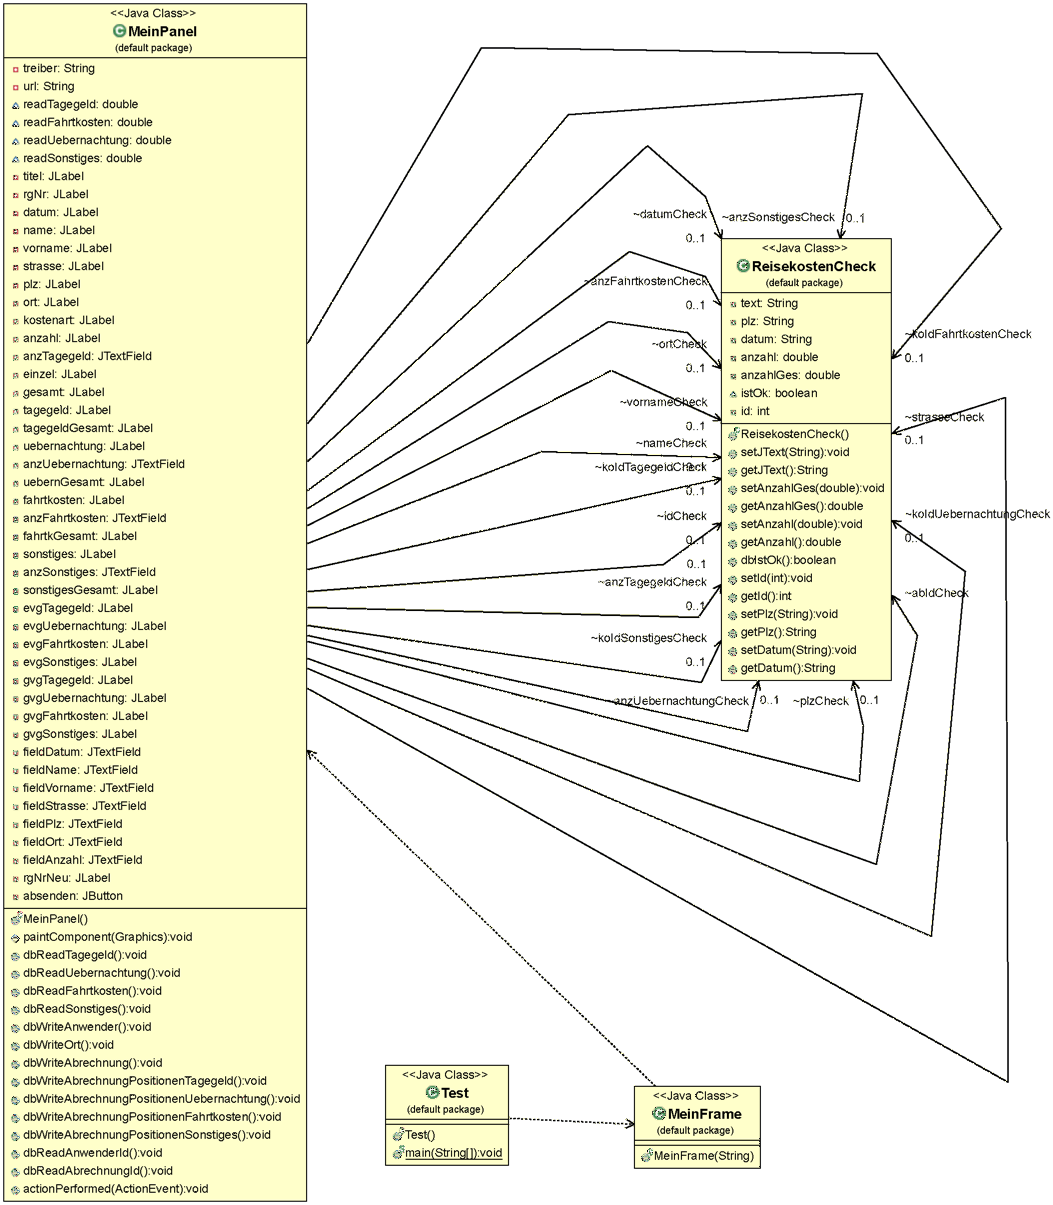 <<Java Class>>
MeinPanel
(default package)
treiber: String
url: String
readTagegeld: double
readFahrtkosten: double
readUebernachtung: double
readSonstiges: double
titel: JLabel
rgNr: JLabel
datum: JLabel
name: JLabel
vorname: JLabel
strasse: JLabel
plz: JLabel
ort: JLabel
kostenart: JLabel
anzahl: JLabel
anzTagegeld: JTextField
einzel: JLabel
gesamt: JLabel
tagegeld: JLabel
tagegeldGesamt: JLabel
uebernachtung: JLabel
anzUebernachtung: JTextField
uebernGesamt: JLabel
fahrtkosten: JLabel
anzFahrtkosten: JTextField
fahrtkGesamt: JLabel
sonstiges: JLabel
anzSonstiges: JTextField
sonstigesGesamt: JLabel
evgTagegeld: JLabel
evgUebernachtung: JLabel
evgFahrtkosten: JLabel
evgSonstiges: JLabel
gvgTagegeld: JLabel
gvgUebernachtung: JLabel
gvgFahrtkosten: JLabel
gvgSonstiges: JLabel
fieldDatum: JTextField
fieldName: JTextField
fieldVorname: JTextField
fieldStrasse: JTextField
fieldPlz: JTextField
fieldOrt: JTextField
fieldAnzahl: JTextField
rgNrNeu: JLabel
absenden: JButton
MeinPanel()
paintComponent(Graphics):void
dbReadTagegeld():void
dbReadUebernachtung():void
dbReadFahrtkosten():void
dbReadSonstiges():void
dbWriteAnwender():void
dbWriteOrt():void
dbWriteAbrechnung():void
dbWriteAbrechnungPositionenTagegeld():void
dbWriteAbrechnungPositionenUebernachtung():void
dbWriteAbrechnungPositionenFahrtkosten():void
dbWriteAbrechnungPositionenSonstiges():void
dbReadAnwenderId():void
dbReadAbrechnungId():void
actionPerformed(ActionEvent):void
~datumCheck
0..1
~anzSonstigesCheck
0..1
~anzFahrtkostenCheck
0..1
~ortCheck
0..1
~vornameCheck
0..1
~nameCheck
0..1
~koldTagegeldCheck
0..1
~idCheck
0..1
0..1
~anzTagegeldCheck
0..1
~koldSonstigesCheck
0..1
~anzUebernachtungCheck
0..1
~plzCheck
0..1
<<Java Class>>
ReisekostenCheck
(default package)
text: String
plz: String
datum: String
anzahl: double
anzahlGes: double
istOk: boolean
id: int
ReisekostenCheck()
setJText(String):void
getJText():String
setAnzahlGes(double):void
getAnzahlGes():double
setAnzahl(double):void
getAnzahl():double
dbIstOk():boolean
setId(int):void
getId():int
setPlz(String):void
getPlz():String
setDatum(String):void
getDatum():String
~koldFahrtkostenCheck
0..1
~strasseCheck
0..1
~koldUebernachtungCheck
0..1
~abIdCheck
<<Java Class>>
Test
(default package)
Test()
main(String[]):void
<<Java Class>>
MeinFrame
(default package)
MeinFrame(String)